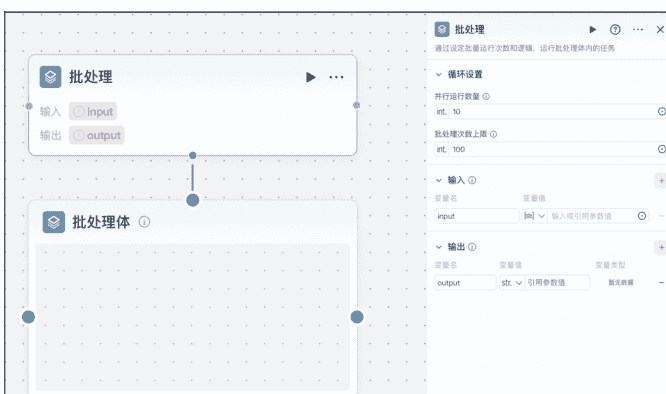 批处理
输入 input
输出 output
批处理体
批处理
通过设定批量运行次数和逻辑，运行批处理体内的任务
循环设置
并行运行数量
int. 10
批处理次数上限
int. 100
输入
变量名 变量值
input 输入或引用参数值
输出
变量名 变量值 变量类型
output str. 引用参数值 暂无数据